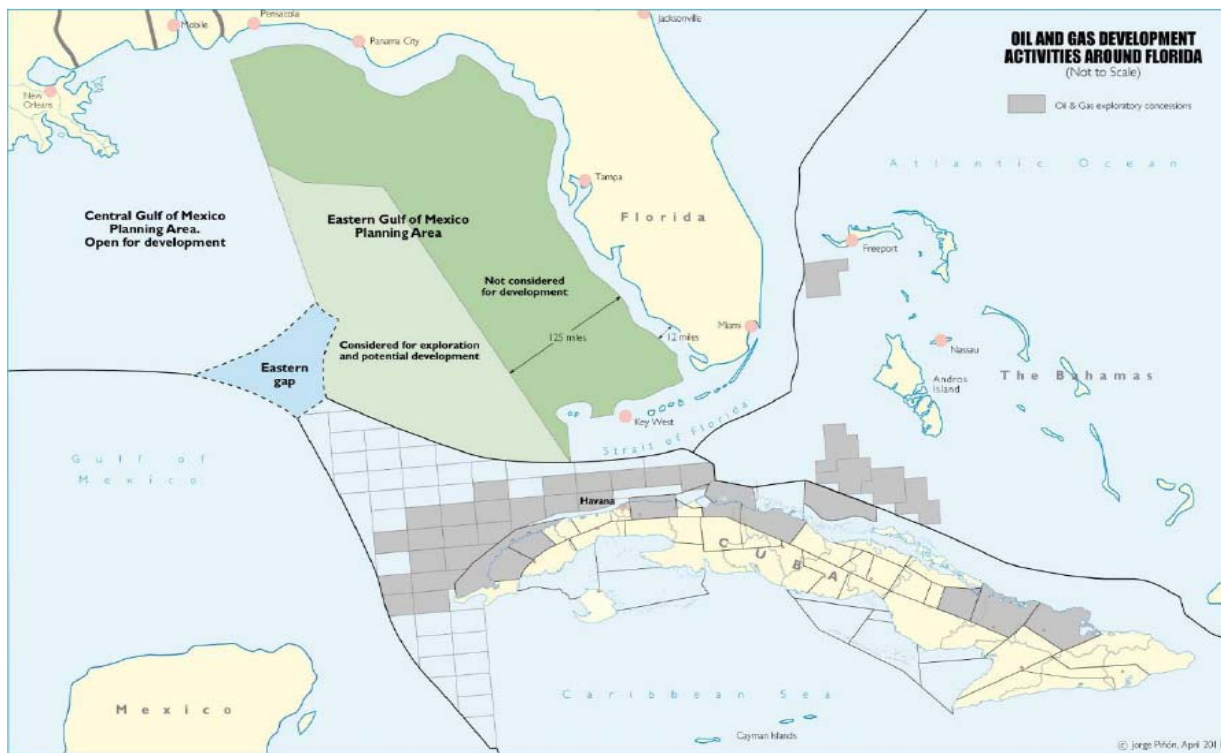 OIL AND GAS DEVELOPMENT
ACTIVITIES AROUND FLORIDA
(Not to Scale)
Oil & Gas exploratory concessions
Mobile
Pensacola
Panama City
Jacksonville
New
Orleans
Tampa
Florida
Atlantic Ocean
Central Gulf of Mexico
Planning Area.
Open for development
Eastern Gulf of Mexico
Planning Area
Not considered
for development
Freeport
125 miles
12 miles
Miami
Considered for exploration
and potential development
Eastern
gap
Nassau
Andros
Island
The Bahamas
Key West
Strait of Florida
Gulf of
Mexico
Havana
CUBA
Caribbean Sea
Cayman Islands
Mexico
© Jorge Piñón, April 201